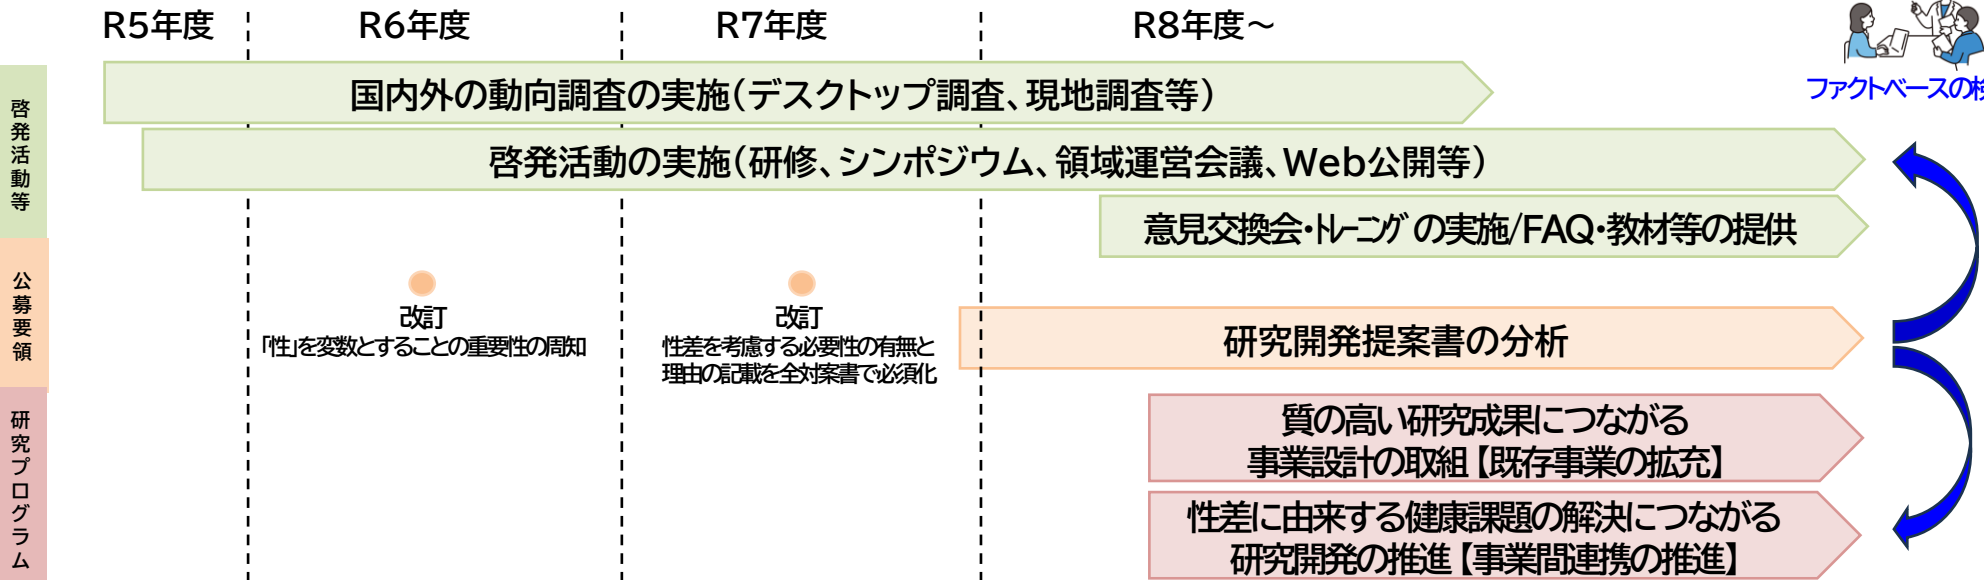 R5年度
R6年度
R7年度
R8年度～
ファクトベースの検
啓発活動等
国内外の動向調査の実施（デスクトップ調査、現地調査等）
啓発活動の実施（研修、シンポジウム、領域運営会議、Web公開等）
意見交換会・トレーニングの実施/FAQ・教材等の提供
公募要領
改訂
「性」を変数とすることの重要性の周知
改訂
性差を考慮する必要性の有無と
理由の記載を全対案書で必須化
研究開発提案書の分析
研究プログラム
質の高い研究成果につながる
事業設計の取組【既存事業の拡充】
性差に由来する健康課題の解決につながる
研究開発の推進【事業間連携の推進】